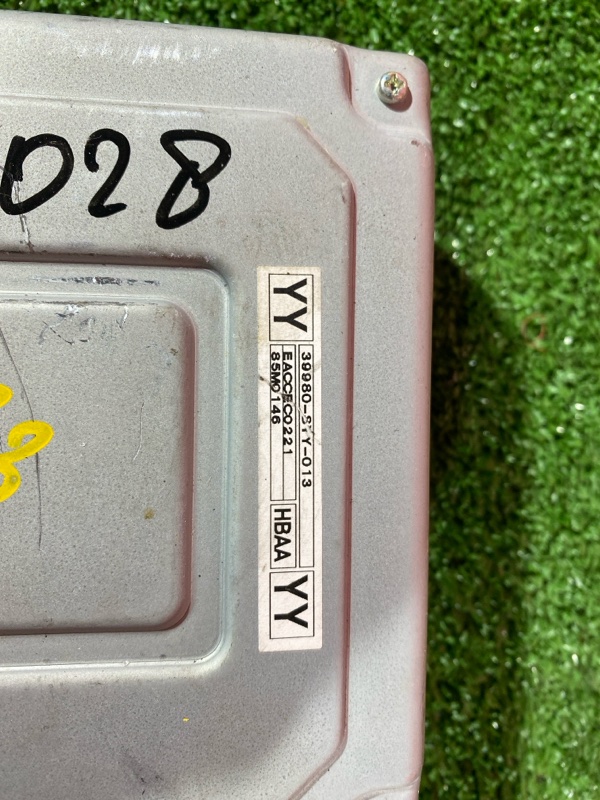 028
YY
39980-SYY-013
EACCEC0221
85M0146
HBAA
YY